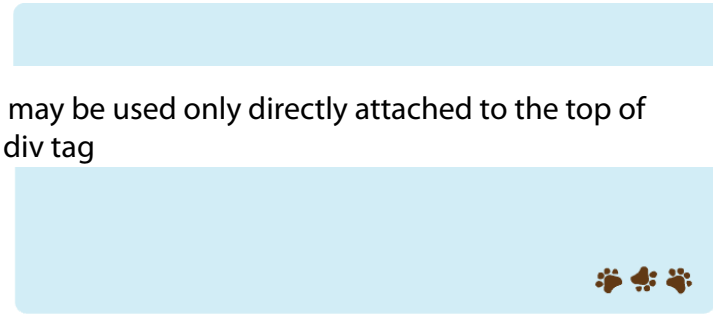 may be used only directly attached to the top of
div tag